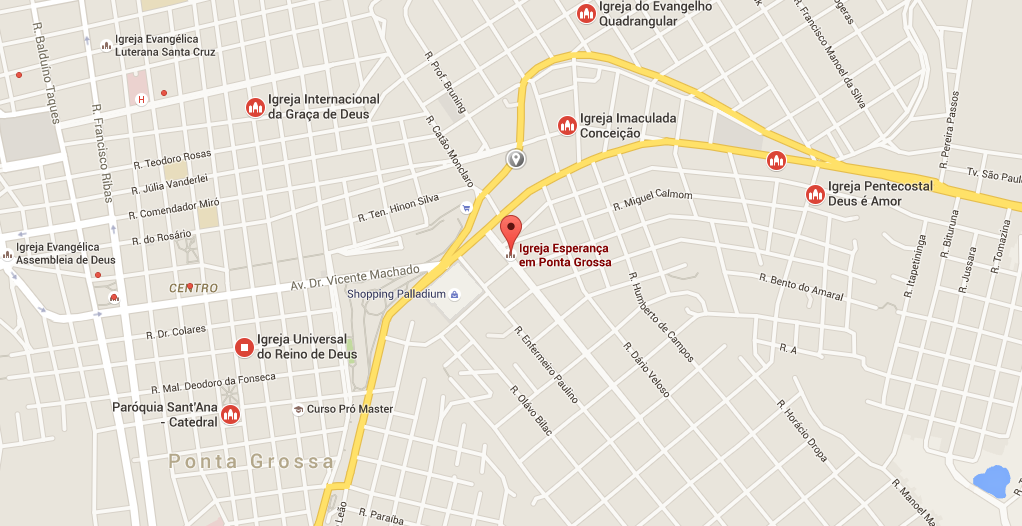 Igreja do Evangelho
Quadrangular
R. Francisco Manoel da Silva
R. Balduíno Taques
Igreja Evangélica
Luterana Santa Cruz
H
R. Prof. Bruning
Igreja Internacional
da Graça de Deus
R. Francisco Ribas
R. Catão Monclaro
Igreja Imaculada
Conceição
R. Pereira Passos
R. Teodoro Rosas
Tv. São Paula
R. Júlia Vanderlei
Igreja Pentecostal
Deus é Amor
R. Miguel Calmom
R. Comendador Miró
R. Ten. Hinon Silva
R. do Rosário
Igreja Evangélica
Assembleia de Deus
Igreja Esperança
em Ponta Grossa
R. Bituruna
R. Tomazina
R. Itapetininga
R. Jussara
Av. Dr. Vicente Machado
CENTRO
Shopping Palladium
R. Bento do Amaral
R. Humberto de Campos
R. Dr. Colares
Igreja Universal
do Reino de Deus
R. Enfermeiro Paulino
R. A
R. Dário Veloso
R. Mal. Deodoro da Fonseca
R. Olávo Bilac
Paróquia Sant'Ana
- Catedral
Curso Pró Master
R. Horácio Dropa
Ponta Grossa
R. Manoel Ma
Leão
R. Paraíba